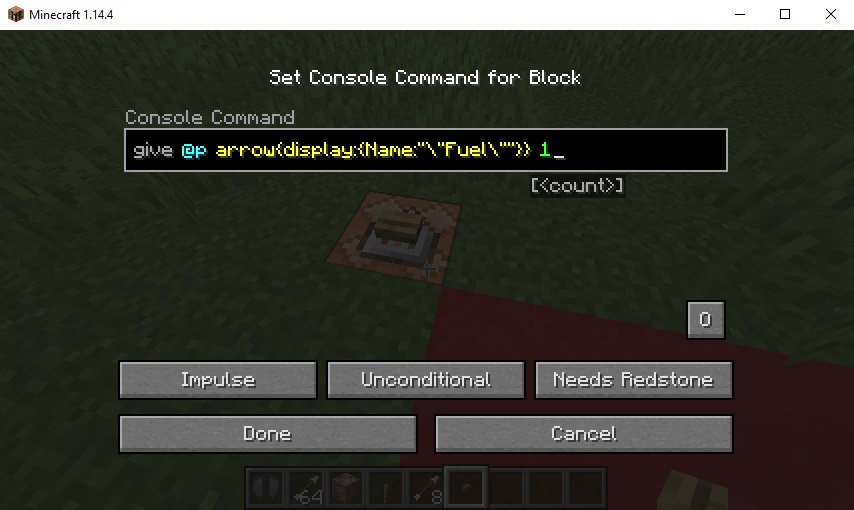 Minecraft 1.14.4
Set Console Command for Block
Console Command
give @p arrow{display:{Name:"\"Fuel\""}} 1_
[<count>]
0
Impulse Unconditional Needs Redstone
Done Cancel
64 8